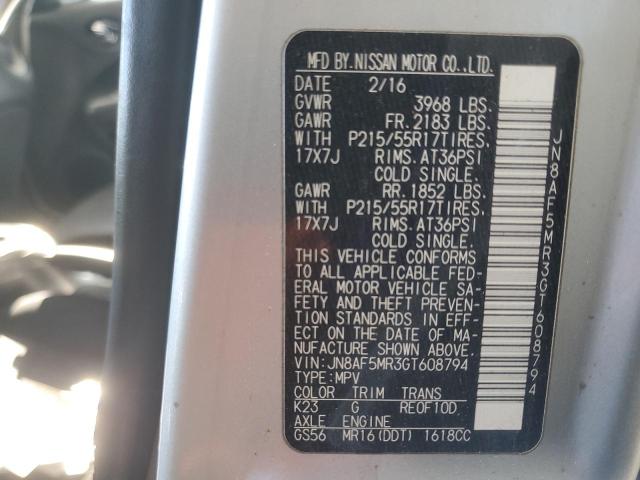 MFD BY.NISSAN MOTOR CO.,LTD.
DATE 2/16
GVWR 3968 LBS.
GAWR FR.2183 LBS.
WITH P215/55R17TIRES,
17X7J RIMS.AT36PSI
COLD SINGLE.
GAWR RR.1852 LBS.
WITH P215/55R17TIRES,
17X7J RIMS.AT36PSI
COLD SINGLE.
THIS VEHICLE CONFORMS
TO ALL APPLICABLE FED-
ERAL MOTOR VEHICLE SA-
FETY AND THEFT PREVEN-
TION STANDARDS IN EFF-
ECT ON THE DATE OF MA-
NUFACTURE SHOWN ABOVE.
VIN:JN8AF5MR3GT608794
TYPE:MPV
COLOR TRIM TRANS
K23 G RE0F10D
AXLE ENGINE
GS56 MR16(DDT) 1618CC
JN8AF5MR3GT608794